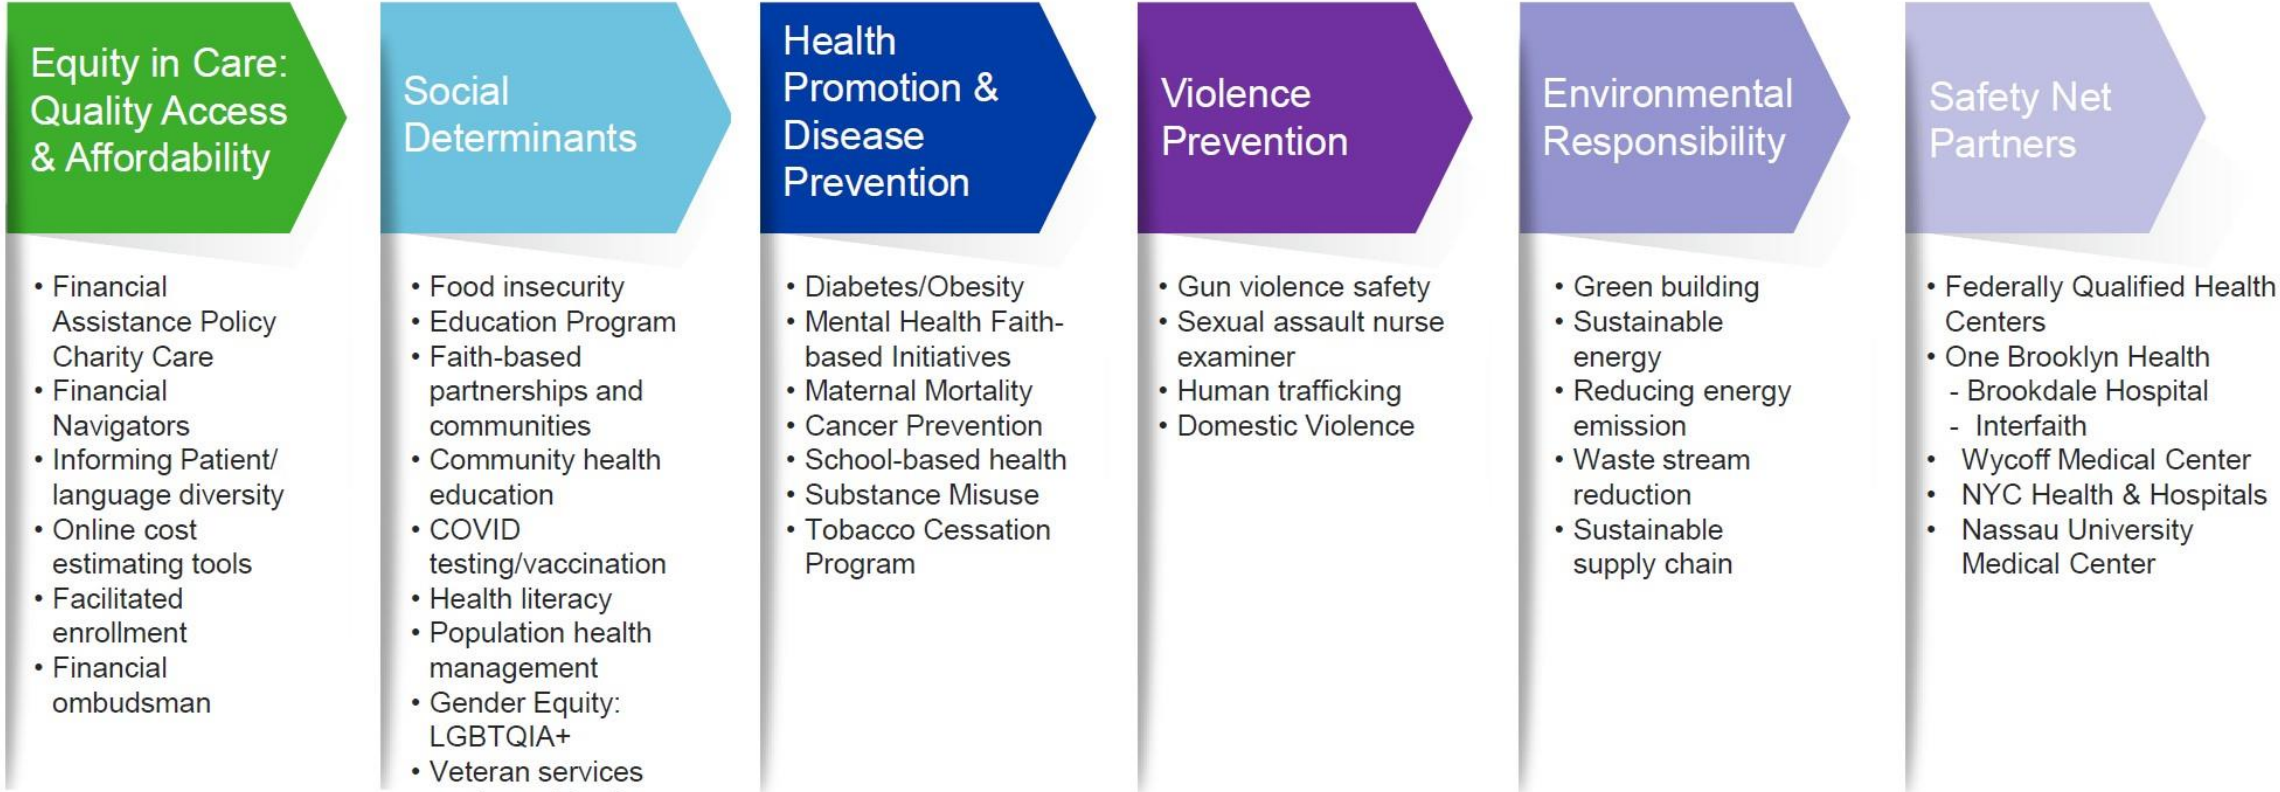 Equity in Care:
Quality Access
& Affordability
• Financial
Assistance Policy
Charity Care
• Financial
Navigators
• Informing Patient/
language diversity
• Online cost
estimating tools
• Facilitated
enrollment
• Financial
ombudsman
Social
Determinants
• Food insecurity
• Education Program
• Faith-based
partnerships and
communities
• Community health
education
• COVID
testing/vaccination
• Health literacy
• Population health
management
• Gender Equity:
LGBTQIA+
• Veteran services
Health
Promotion &
Disease
Prevention
• Diabetes/Obesity
• Mental Health Faith-
based Initiatives
• Maternal Mortality
• Cancer Prevention
• School-based health
• Substance Misuse
• Tobacco Cessation
Program
Violence
Prevention
• Gun violence safety
• Sexual assault nurse
examiner
• Human trafficking
• Domestic Violence
Environmental
Responsibility
• Green building
• Sustainable
energy
• Reducing energy
emission
• Waste stream
reduction
• Sustainable
supply chain
Safety Net
Partners
• Federally Qualified Health
Centers
• One Brooklyn Health
- Brookdale Hospital
- Interfaith
• Wycoff Medical Center
• NYC Health & Hospitals
• Nassau University
Medical Center